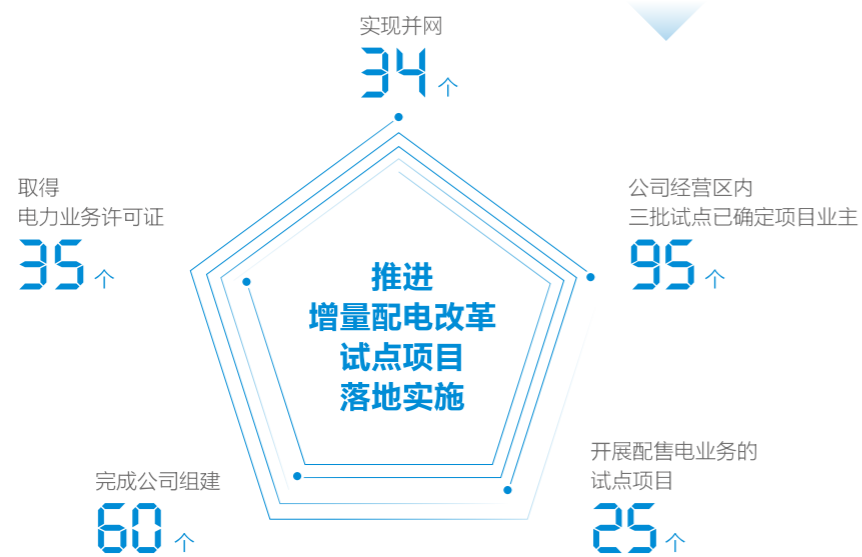 实现并网
34个
取得
电力业务许可证
35个
公司经营区内
三批试点已确定项目业主
95个
推进
增量配电改革
试点项目
落地实施
完成公司组建
60个
开展配售电业务的
试点项目
25个